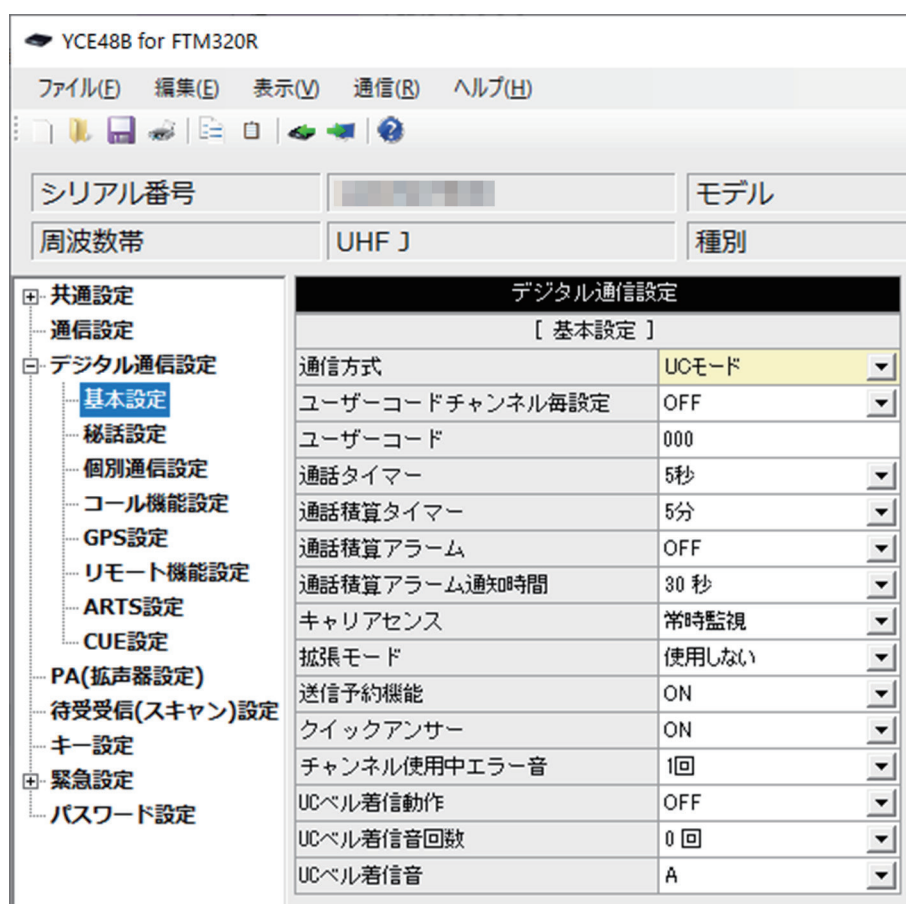 YCE48B for FTM320R
ファイル(F) 編集(E) 表示(V) 通信(R) ヘルプ(H)
シリアル番号 モデル
周波数帯 UHF J 種別
共通設定
通信設定
デジタル通信設定
基本設定
秘話設定
個別通信設定
コール機能設定
GPS設定
リモート機能設定
ARTS設定
CUE設定
PA(拡声器設定)
待受受信(スキャン)設定
キー設定
緊急設定
パスワード設定
デジタル通信設定
[ 基本設定 ]
通信方式 UCモード
ユーザーコードチャンネル毎設定 OFF
ユーザーコード 000
通話タイマー 5秒
通話積算タイマー 5分
通話積算アラーム OFF
通話積算アラーム通知時間 30 秒
キャリアセンス 常時監視
拡張モード 使用しない
送信予約機能 ON
クイックアンサー ON
チャンネル使用中エラー音 1回
UCベル着信動作 OFF
UCベル着信音回数 0 回
UCベル着信音 A